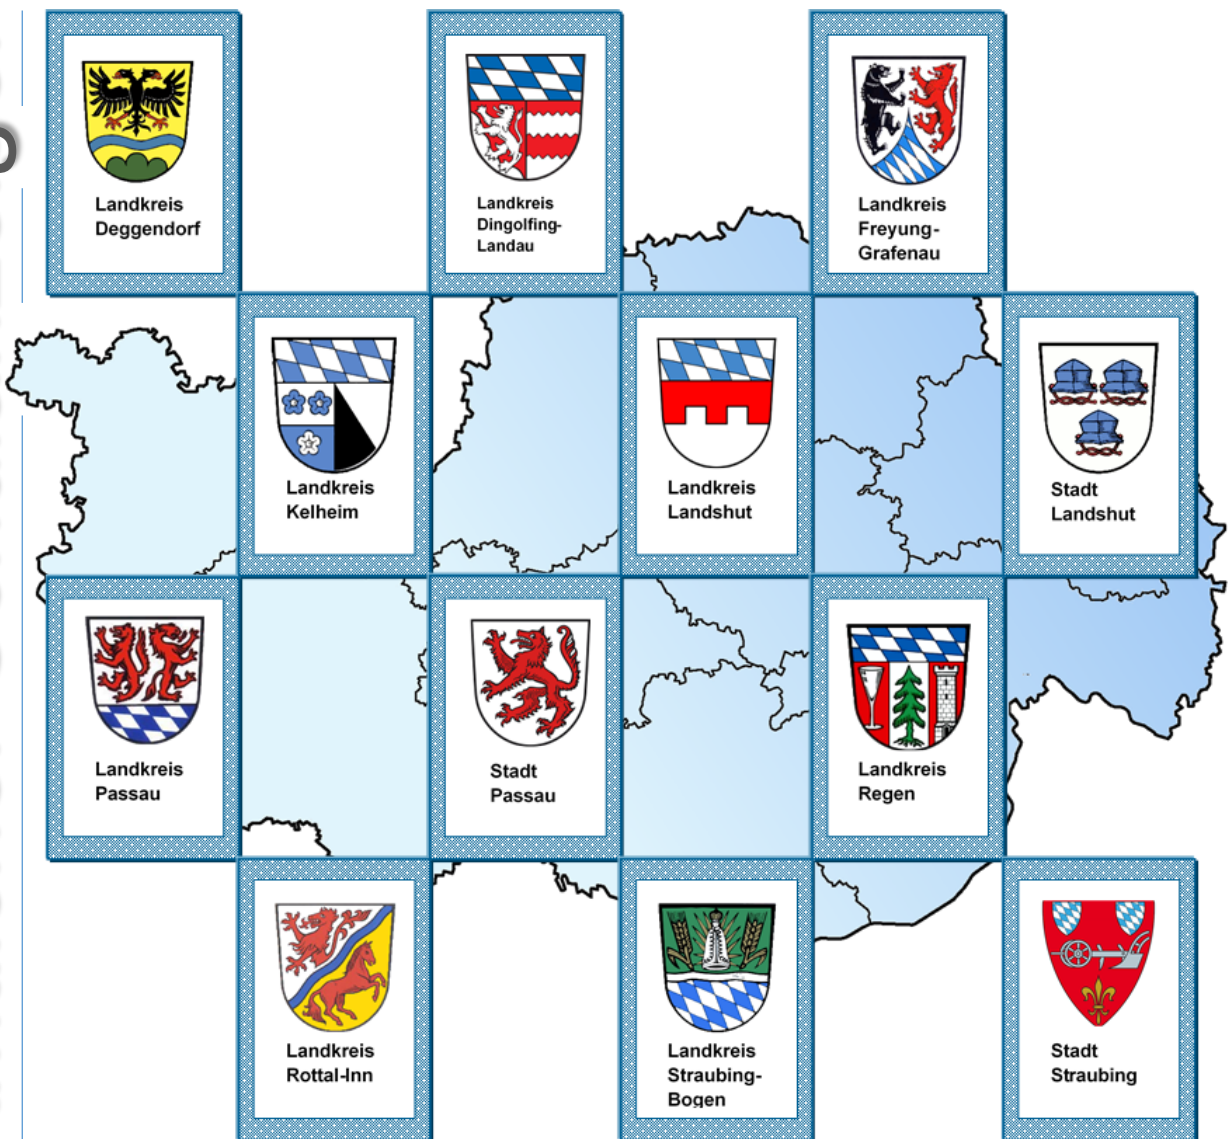 Landkreis
Deggendorf
Landkreis
Dingolfing-
Landau
Landkreis
Freyung-
Grafenau
Landkreis
Kelheim
Landkreis
Landshut
Stadt
Landshut
Landkreis
Passau
Stadt
Passau
Landkreis
Regen
Landkreis
Rottal-Inn
Landkreis
Straubing-
Bogen
Stadt
Straubing